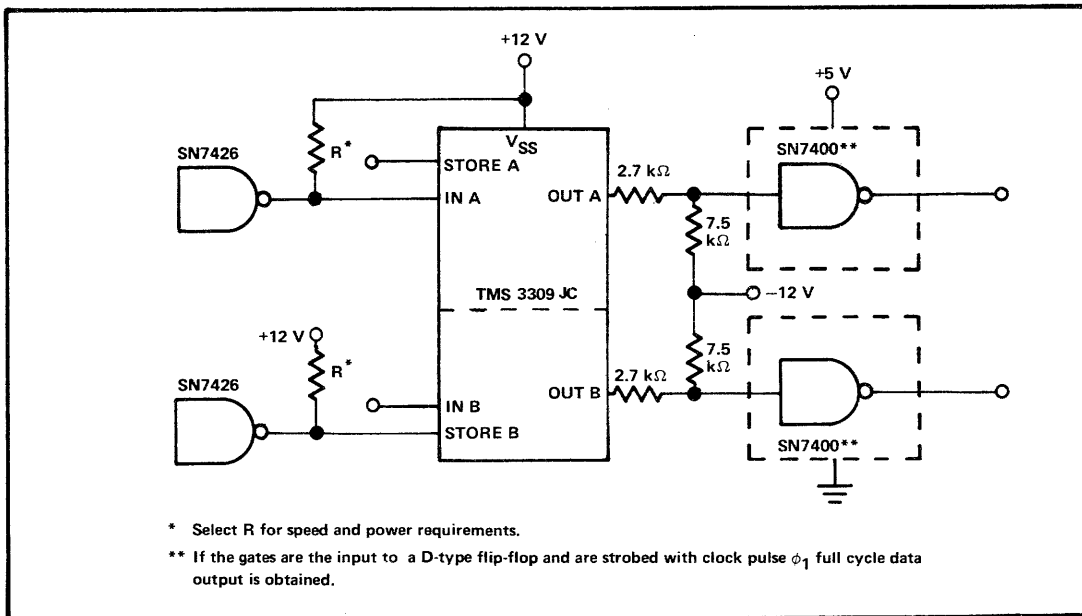 +12 V
+5 V
SN7426
R*
VSS
STORE A
IN A
OUT A
2.7 kΩ
SN7400**
7.5
kΩ
TMS 3309 JC
−12 V
+12 V
SN7426
R*
7.5
kΩ
2.7 kΩ
IN B
OUT B
STORE B
SN7400**
* Select R for speed and power requirements.
** If the gates are the input to a D-type flip-flop and are strobed with clock pulse ϕ1 full cycle data
output is obtained.